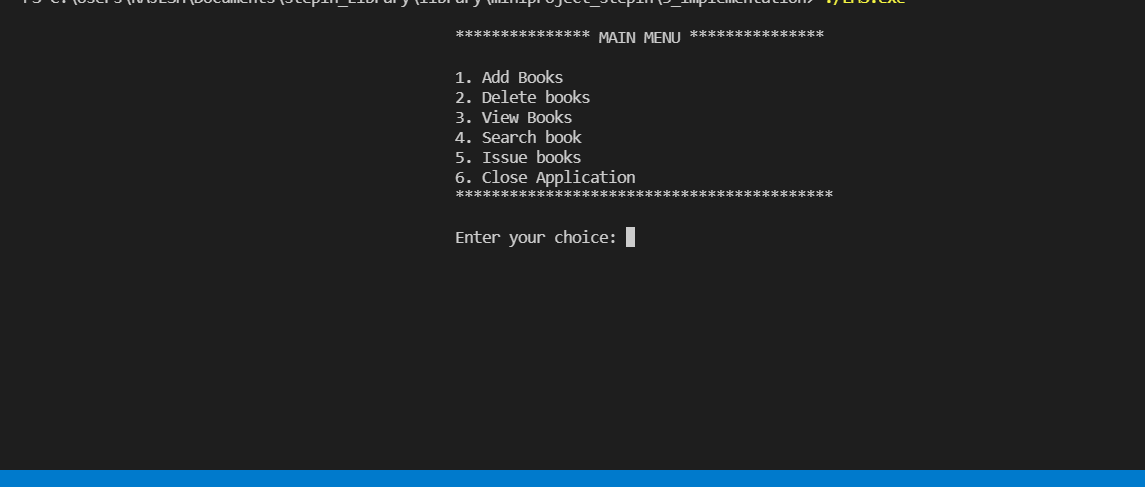 *************** MAIN MENU ***************
1. Add Books
2. Delete books
3. View Books
4. Search book
5. Issue books
6. Close Application
******************************************
Enter your choice: